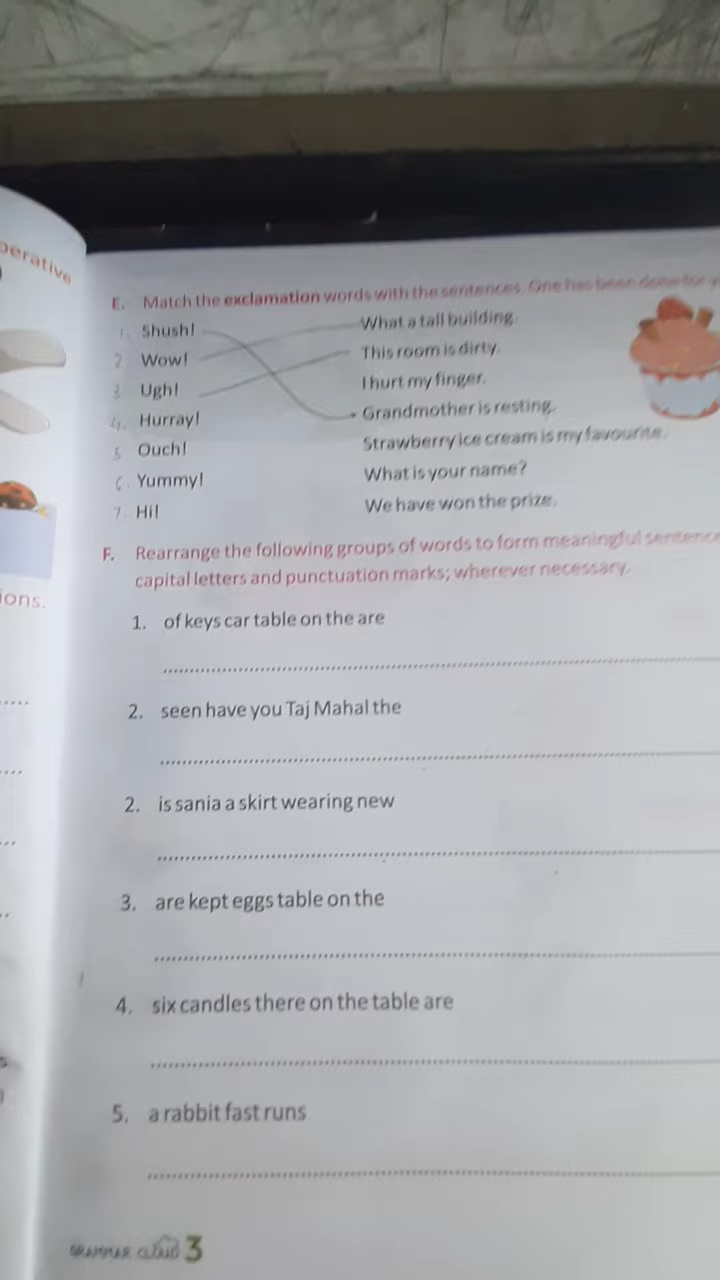 perative
E. Match the exclamation words with the sentences. One has been done for
1. Shush! What a tall building.
2. Wow! This room is dirty.
3. Ugh! I hurt my finger.
4. Hurray! Grandmother is resting.
5. Ouch! Strawberry ice cream is my favourite.
6. Yummy! What is your name?
7. Hi! We have won the prize.
F. Rearrange the following groups of words to form meaningful sentence
capital letters and punctuation marks; wherever necessary.
ions.
1. of keys car table on the are
2. seen have you Taj Mahal the
2. is sania a skirt wearing new
3. are kept eggs table on the
4. six candles there on the table are
5. a rabbit fast runs
GRAMMAR 3